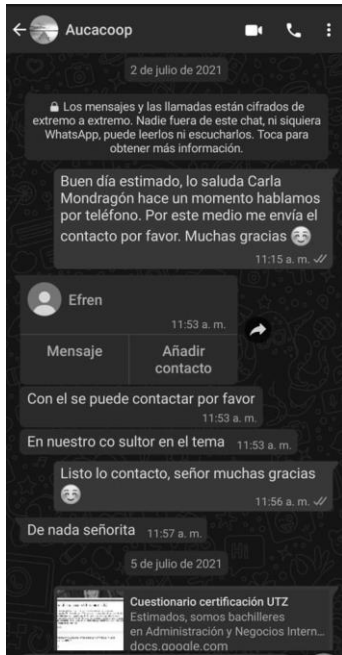 Aucacoop
2 de julio de 2021
Los mensajes y las llamadas están cifrados de
extremo a extremo. Nadie fuera de este chat, ni siquiera
WhatsApp, puede leerlos ni escucharlos. Toca para
obtener más información.
Buen día estimado, lo saluda Carla
Mondragón hace un momento hablamos
por teléfono. Por este medio me envía el
contacto por favor. Muchas gracias
11:15 a. m.
Efren
11:53 a. m.
Mensaje
Añadir
contacto
Con el se puede contactar por favor
11:53 a. m.
En nuestro co sultor en el tema 11:53 a. m.
Listo lo contacto, señor muchas gracias
11:56 a. m.
De nada señorita 11:57 a. m.
5 de julio de 2021
Cuestionario certificación UTZ
Estimados, somos bachilleres
en Administración y Negocios Intern...
docs.google.com